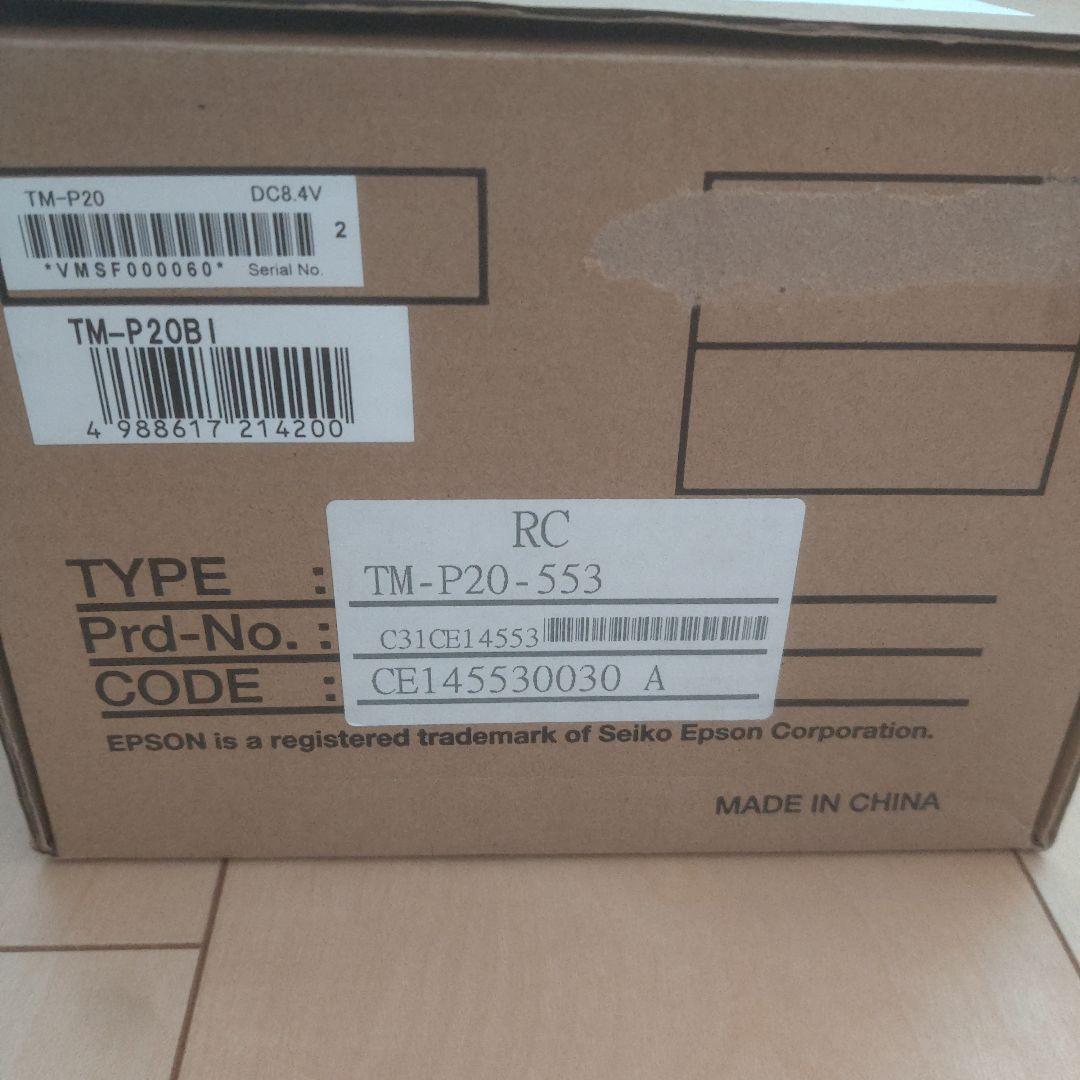 TM-P20 DC8.4V
2
*VMSF000060* Serial No.
TM-P20BI
4 988617 214200
RC
TYPE : TM-P20-553
Prd-No. : C31CE14553
CODE : CE145530030 A
EPSON is a registered trademark of Seiko Epson Corporation.
MADE IN CHINA